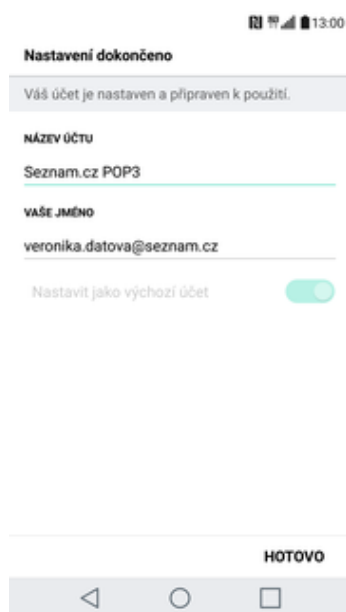 13:00
Nastavení dokončeno
Váš účet je nastaven a připraven k použití.
NÁZEV ÚČTU
Seznam.cz POP3
VAŠE JMÉNO
veronika.datova@seznam.cz
Nastavit jako výchozí účet
HOTOVO